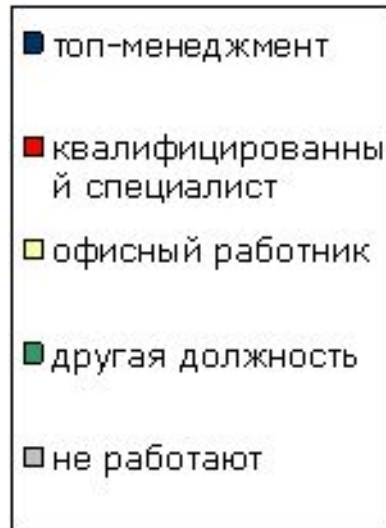 топ-менеджмент
квалифицированны
й специалист
офисный работник
другая должность
не работают